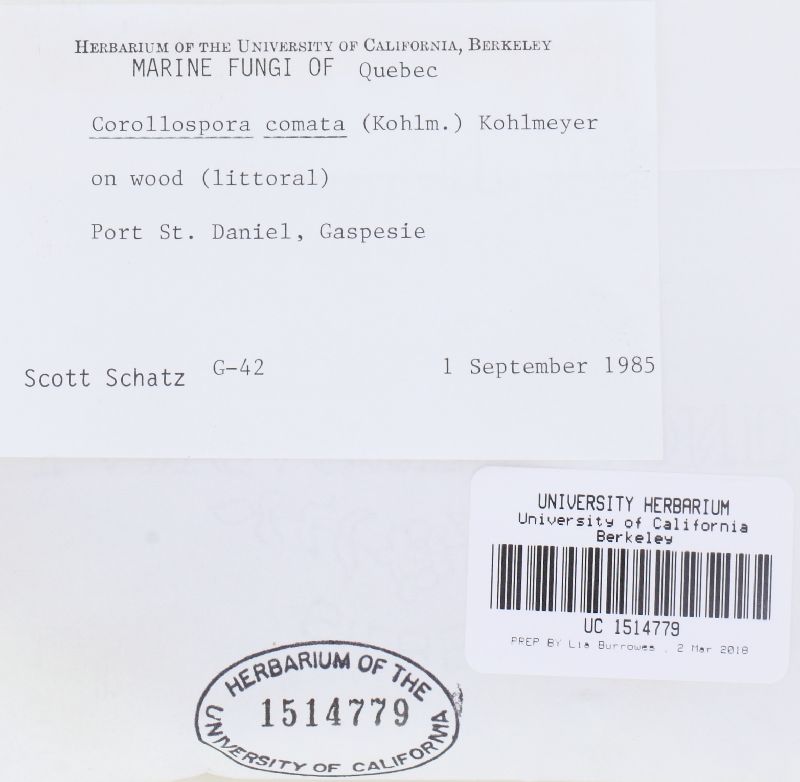 HERBARIUM OF THE UNIVERSITY OF CALIFORNIA, BERKELEY
MARINE FUNGI OF Quebec
Corollospora comata (Kohlm.) Kohlmeyer
on wood (littoral)
Port St. Daniel, Gaspesie
Scott Schatz G-42 1 September 1985
UNIVERSITY HERBARIUM
University of California
Berkeley
UC 1514779
PREP BY Lia Burrowes , 2 Mar 2018
HERBARIUM OF THE
1514779
UNIVERSITY OF CALIFORNIA